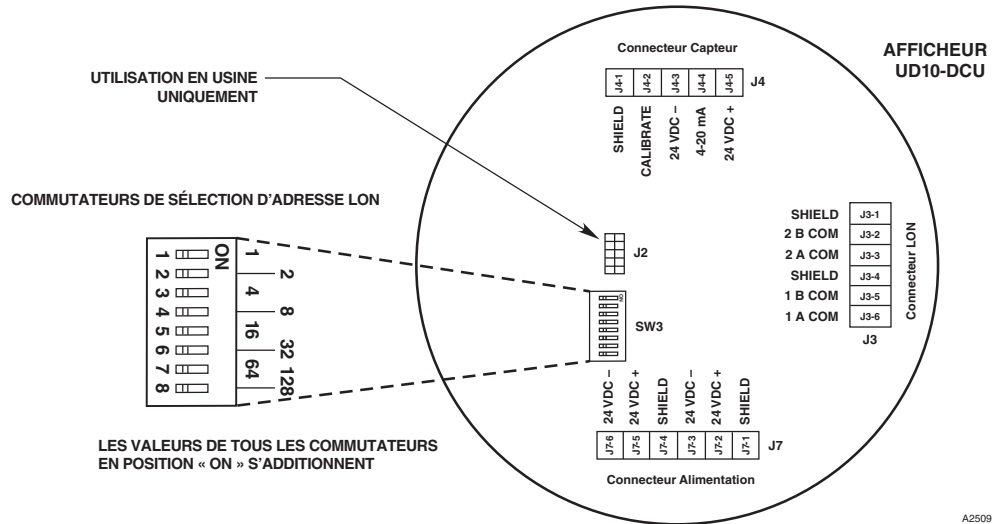 Connecteur Capteur
AFFICHEUR
UD10-DCU
J4-1
J4-2
J4-3
J4-4
J4-5
J4
SHIELD
CALIBRATE
24 VDC –
4-20 mA
24 VDC +
UTILISATION EN USINE
UNIQUEMENT
COMMUTATEURS DE SÉLECTION D'ADRESSE LON
ON
1
2
3
4
5
6
7
8
1
2
4
8
16
32
64
128
J2
ON
SW3
SHIELD
2 B COM
2 A COM
SHIELD
1 B COM
1 A COM
J3-1
J3-2
J3-3
J3-4
J3-5
J3-6
Connecteur LON
J3
24 VDC –
24 VDC +
SHIELD
24 VDC –
24 VDC +
SHIELD
J7-6
J7-5
J7-4
J7-3
J7-2
J7-1
J7
Connecteur Alimentation
LES VALEURS DE TOUS LES COMMUTATEURS
EN POSITION « ON » S'ADDITIONNENT
A2509